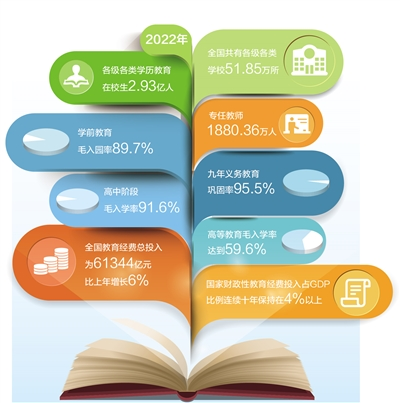 2022年
各级各类学历教育
在校生2.93亿人
全国共有各级各类
学校51.85万所
专任教师
1880.36万人
学前教育
毛入园率89.7%
九年义务教育
巩固率95.5%
高中阶段
毛入学率91.6%
高等教育毛入学率
达到59.6%
全国教育经费总投入
为61344亿元
比上年增长6%
国家财政性教育经费投入占GDP
比例连续十年保持在4%以上